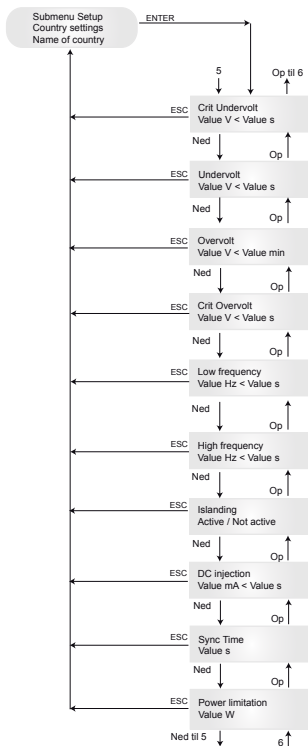 Submenu Setup
Country settings
Name of country
ENTER
5
Op til 6
ESC
Crit Undervolt
Value V < Value s
Ned
Op
ESC
Undervolt
Value V < Value s
Ned
Op
ESC
Overvolt
Value V < Value min
Ned
Op
ESC
Crit Overvolt
Value V < Value s
Ned
Op
ESC
Low frequency
Value Hz < Value s
Ned
Op
ESC
High frequency
Value Hz < Value s
Ned
Op
ESC
Islanding
Active / Not active
Ned
Op
ESC
DC injection
Value mA < Value s
Ned
Op
ESC
Sync Time
Value s
Ned
Op
ESC
Power limitation
Value W
Ned til 5
6